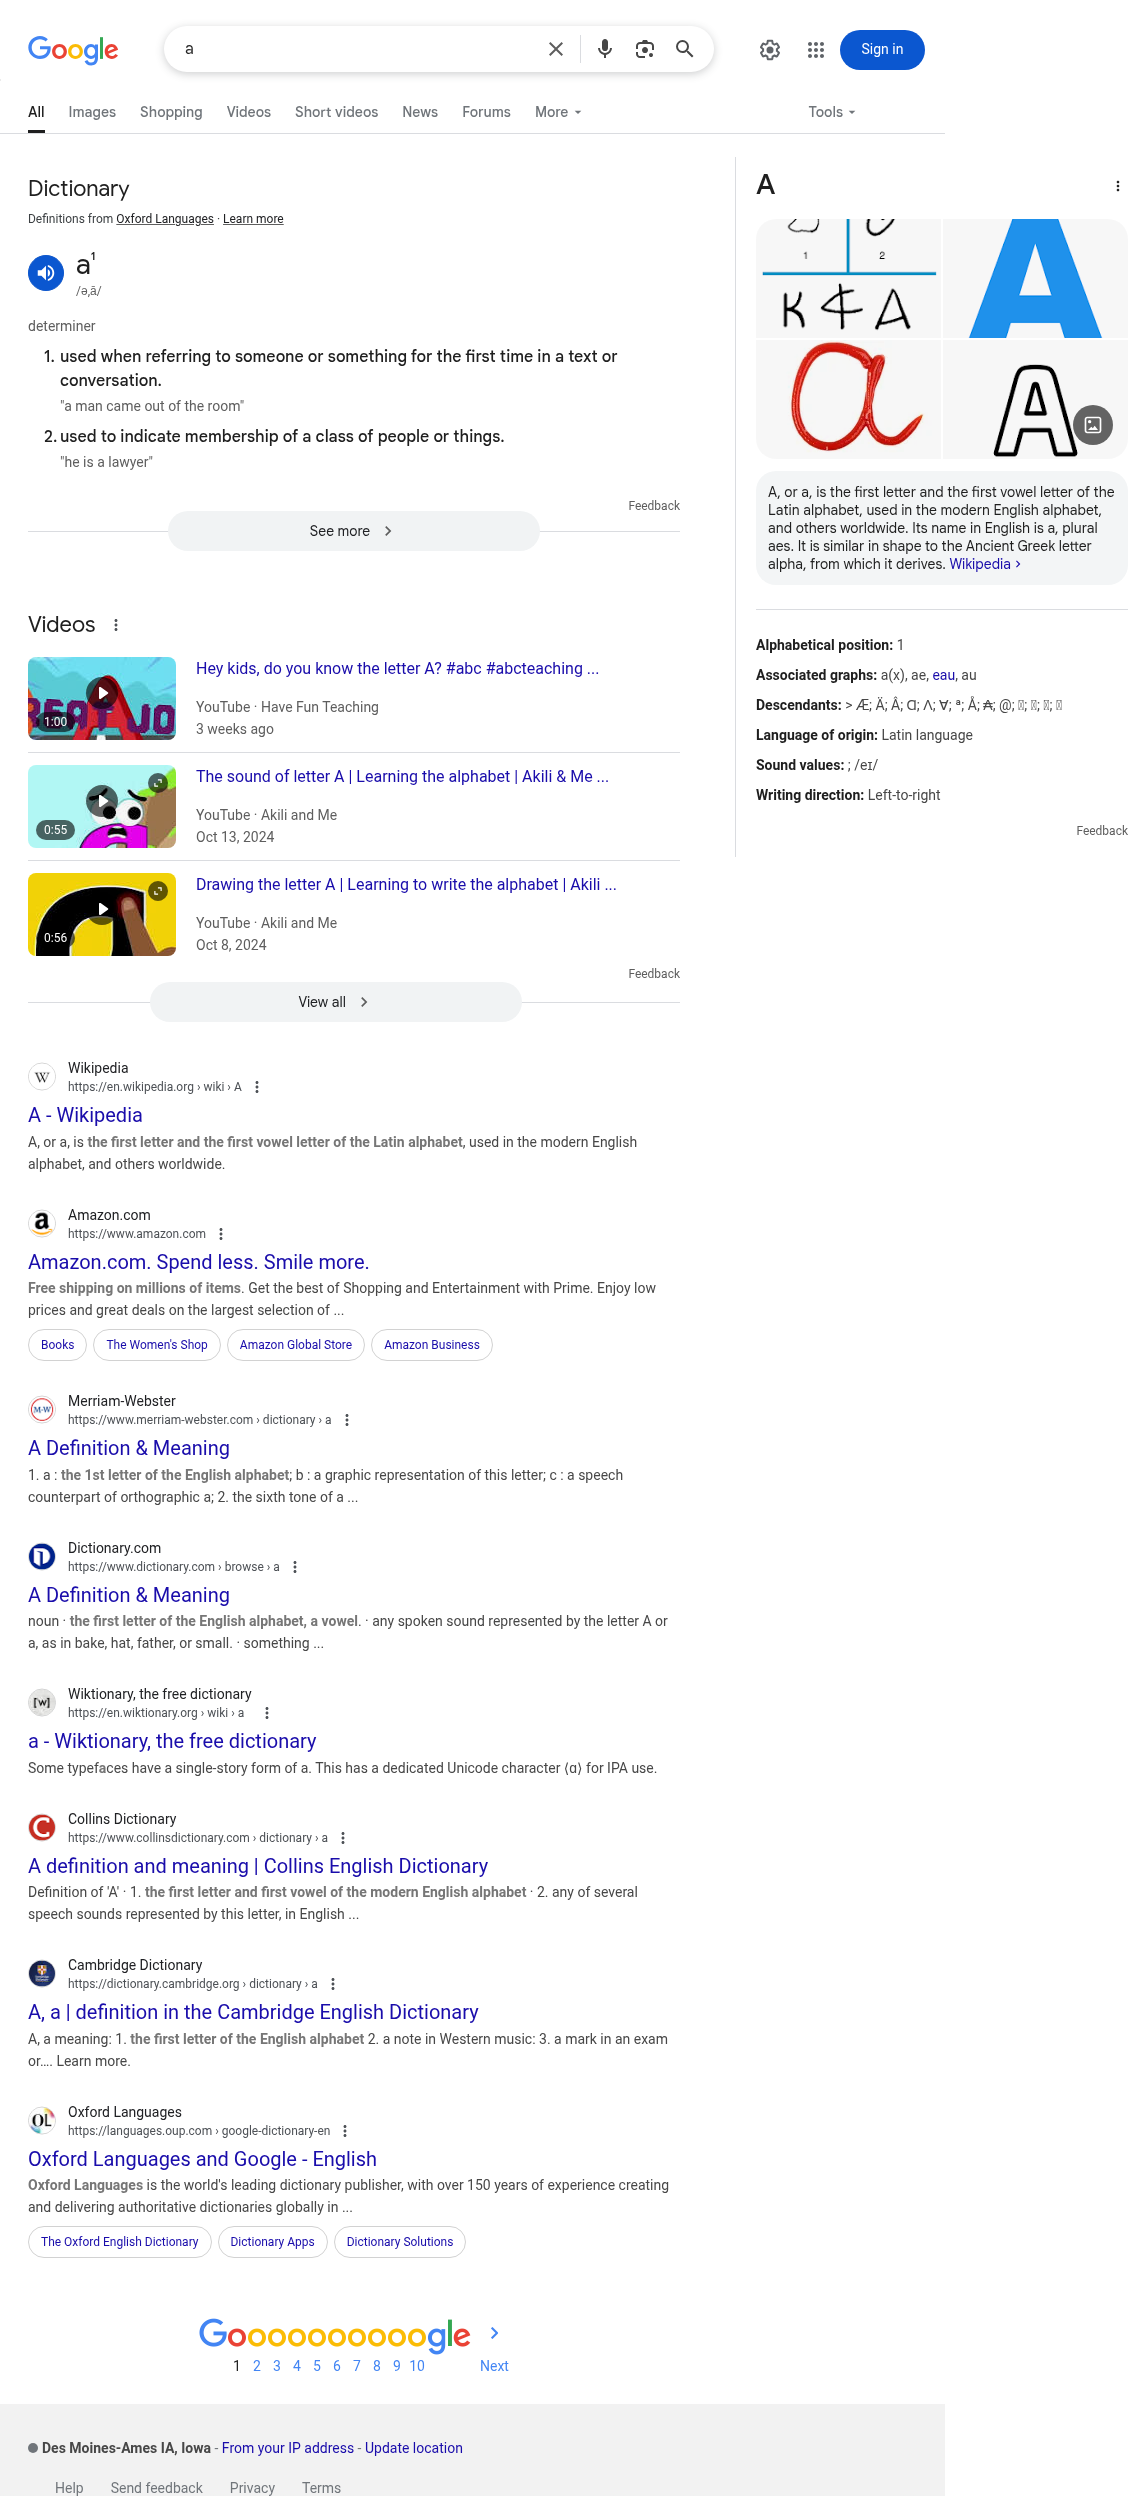 Google
a
Sign in
All Images Shopping Videos Short videos News Forums More Tools
Dictionary
Definitions from Oxford Languages · Learn more
a¹
/ə,ā/
determiner
1. used when referring to someone or something for the first time in a text or
conversation.
"a man came out of the room"
2. used to indicate membership of a class of people or things.
"he is a lawyer"
Feedback
See more
Videos
Hey kids, do you know the letter A? #abc #abcteaching ...
YouTube · Have Fun Teaching
3 weeks ago
1:00
The sound of letter A | Learning the alphabet | Akili & Me ...
YouTube · Akili and Me
Oct 13, 2024
0:55
Drawing the letter A | Learning to write the alphabet | Akili ...
YouTube · Akili and Me
Oct 8, 2024
0:56
Feedback
View all
Wikipedia
https://en.wikipedia.org › wiki › A
A - Wikipedia
A, or a, is the first letter and the first vowel letter of the Latin alphabet, used in the modern English
alphabet, and others worldwide.
Amazon.com
https://www.amazon.com
Amazon.com. Spend less. Smile more.
Free shipping on millions of items. Get the best of Shopping and Entertainment with Prime. Enjoy low
prices and great deals on the largest selection of ...
Books The Women's Shop Amazon Global Store Amazon Business
Merriam-Webster
https://www.merriam-webster.com › dictionary › a
A Definition & Meaning
1. a : the 1st letter of the English alphabet; b : a graphic representation of this letter; c : a speech
counterpart of orthographic a; 2. the sixth tone of a ...
Dictionary.com
https://www.dictionary.com › browse › a
A Definition & Meaning
noun · the first letter of the English alphabet, a vowel. · any spoken sound represented by the letter A or
a, as in bake, hat, father, or small. · something ...
Wiktionary, the free dictionary
https://en.wiktionary.org › wiki › a
a - Wiktionary, the free dictionary
Some typefaces have a single-story form of a. This has a dedicated Unicode character ⟨ɑ⟩ for IPA use.
Collins Dictionary
https://www.collinsdictionary.com › dictionary › a
A definition and meaning | Collins English Dictionary
Definition of 'A' · 1. the first letter and first vowel of the modern English alphabet · 2. any of several
speech sounds represented by this letter, in English ...
Cambridge Dictionary
https://dictionary.cambridge.org › dictionary › a
A, a | definition in the Cambridge English Dictionary
A, a meaning: 1. the first letter of the English alphabet 2. a note in Western music: 3. a mark in an exam
or.... Learn more.
Oxford Languages
https://languages.oup.com › google-dictionary-en
Oxford Languages and Google - English
Oxford Languages is the world's leading dictionary publisher, with over 150 years of experience creating
and delivering authoritative dictionaries globally in ...
The Oxford English Dictionary Dictionary Apps Dictionary Solutions
Goooooooooogle
1 2 3 4 5 6 7 8 9 10 Next
A
1 2
К А
A
a
A
A, or a, is the first letter and the first vowel letter of the
Latin alphabet, used in the modern English alphabet,
and others worldwide. Its name in English is a, plural
aes. It is similar in shape to the Ancient Greek letter
alpha, from which it derives. Wikipedia ›
Alphabetical position: 1
Associated graphs: a(x), ae, eau, au
Descendants: > Æ; Ä; Â; Ɑ; Λ; Ɐ; ª; Å; ₳; @;
Language of origin: Latin language
Sound values: ; /eɪ/
Writing direction: Left-to-right
Feedback
Des Moines-Ames IA, Iowa - From your IP address - Update location
Help Send feedback Privacy Terms